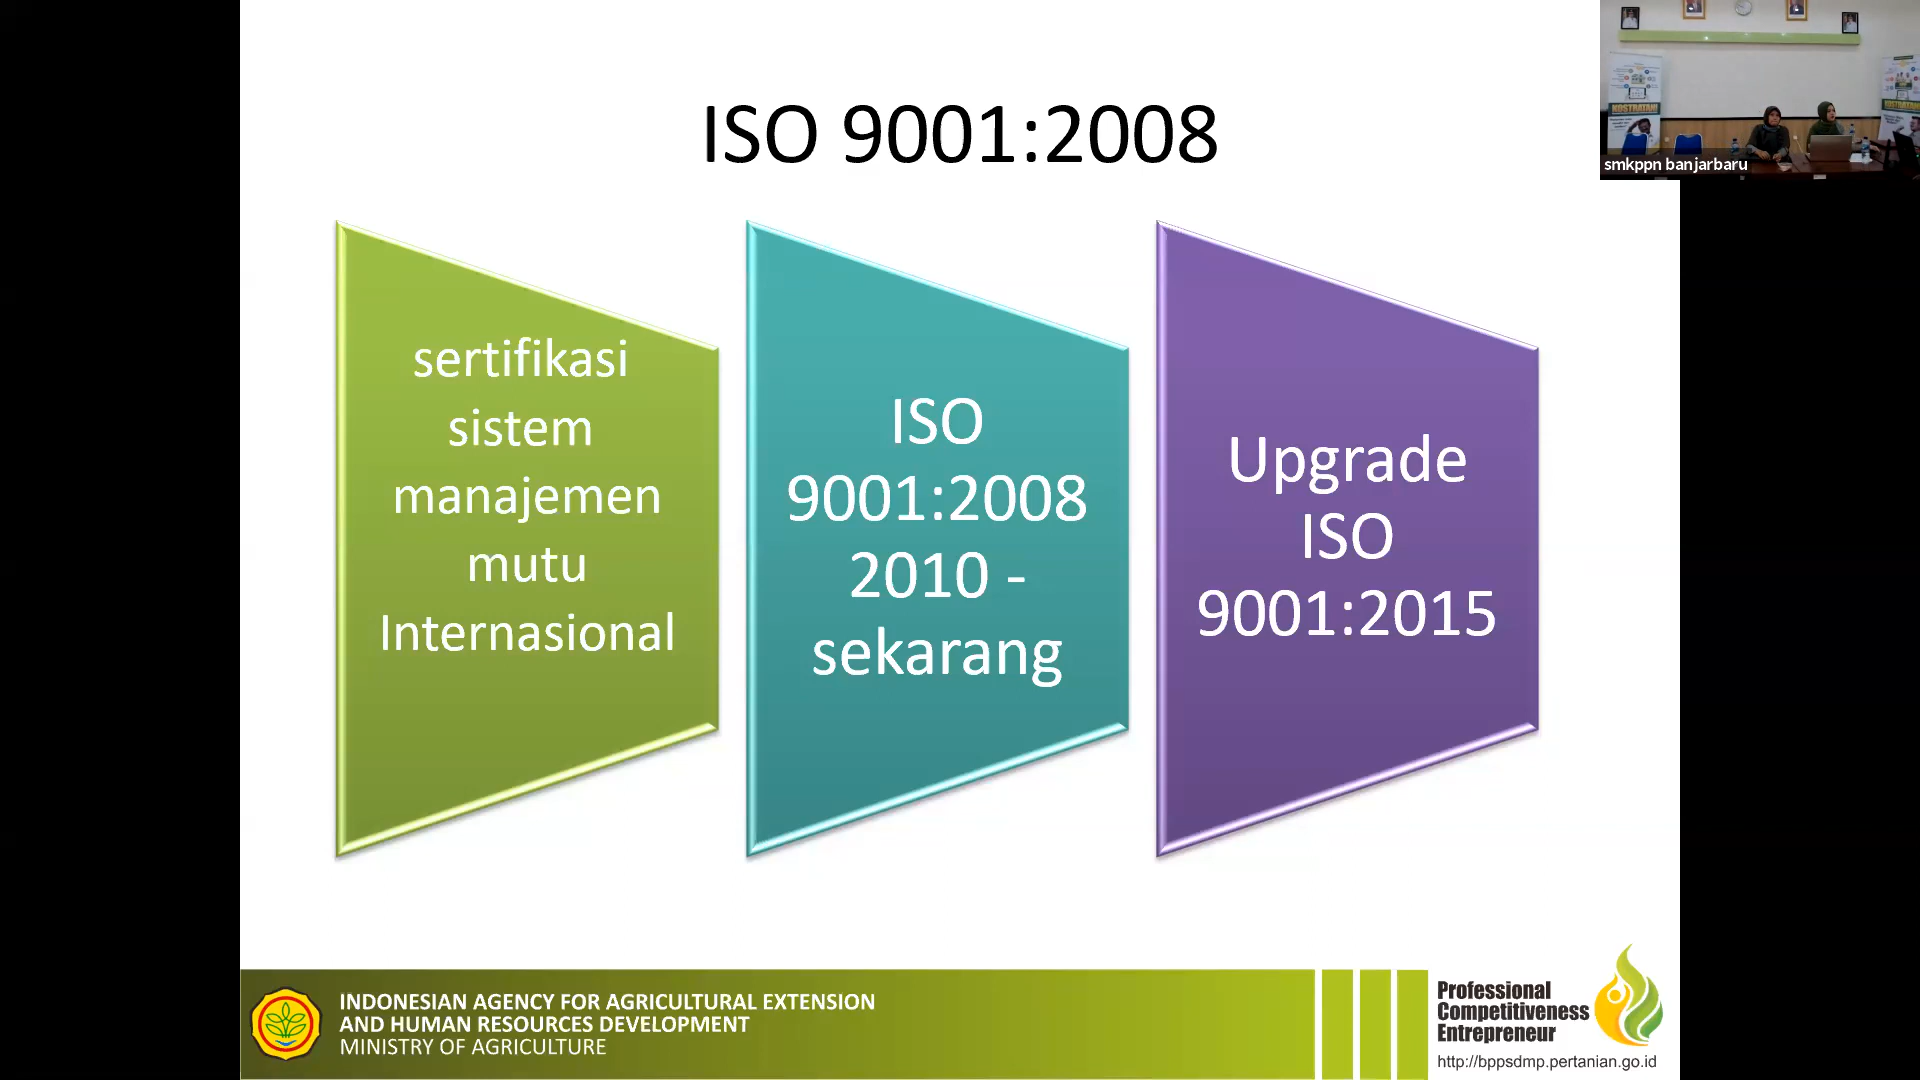 ISO 9001:2008
sertifikasi
sistem
manajemen
mutu
Internasional
ISO
9001:2008
2010 -
sekarang
Upgrade
ISO
9001:2015
smkppn banjarbaru
KOSTRATANI
KOSTRATANI
INDONESIAN AGENCY FOR AGRICULTURAL EXTENSION
AND HUMAN RESOURCES DEVELOPMENT
MINISTRY OF AGRICULTURE
Professional
Competitiveness
Entrepreneur
http://bppsdmp.pertanian.go.id